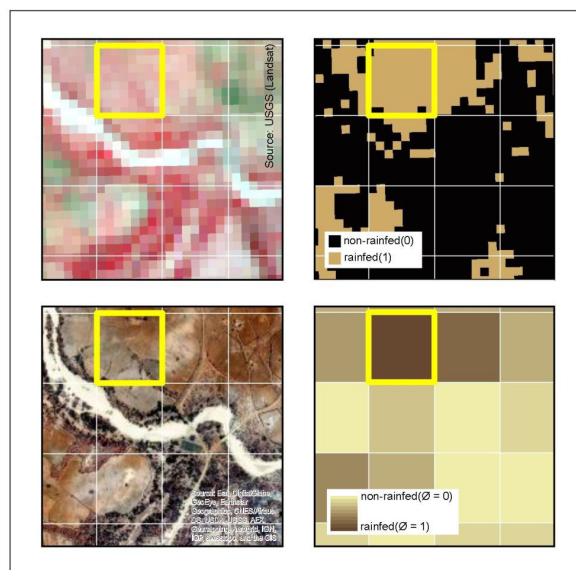 Source: USGS (Landsat)
non-rainfed(0)
rainfed(1)
Source: Esri, DigitalGlobe,
GeoEye, Earthstar
Geographics, CNES/Airbus
DS, USDA, USGS, AEX,
Getmapping, Aerogrid, IGN,
IGP, swisstopo, and the GIS
non-rainfed(Ø = 0)
rainfed(Ø = 1)